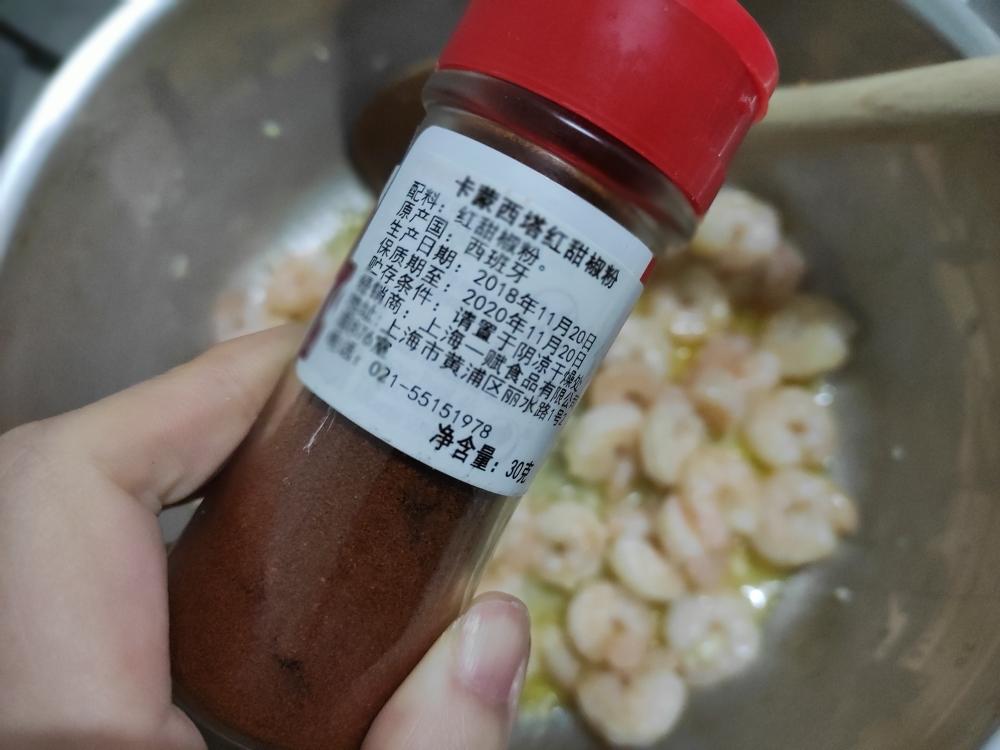 卡蒙西塔红甜椒粉
配料：红甜椒粉。
原产国：西班牙
生产日期：2018年11月20日
保质期至：2020年11月20日
贮存条件：请置于阴凉干燥处
销商：上海一赋食品有限公司
上海市黄浦区丽水路1号
电话：021-55151978
净含量：30克